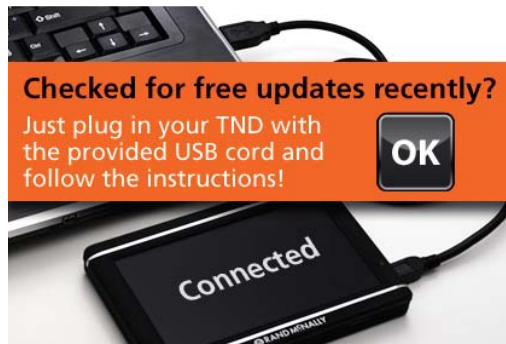 Checked for free updates recently?
Just plug in your TND with
the provided USB cord and
follow the instructions!
OK
Connected
RAND MCNALLY